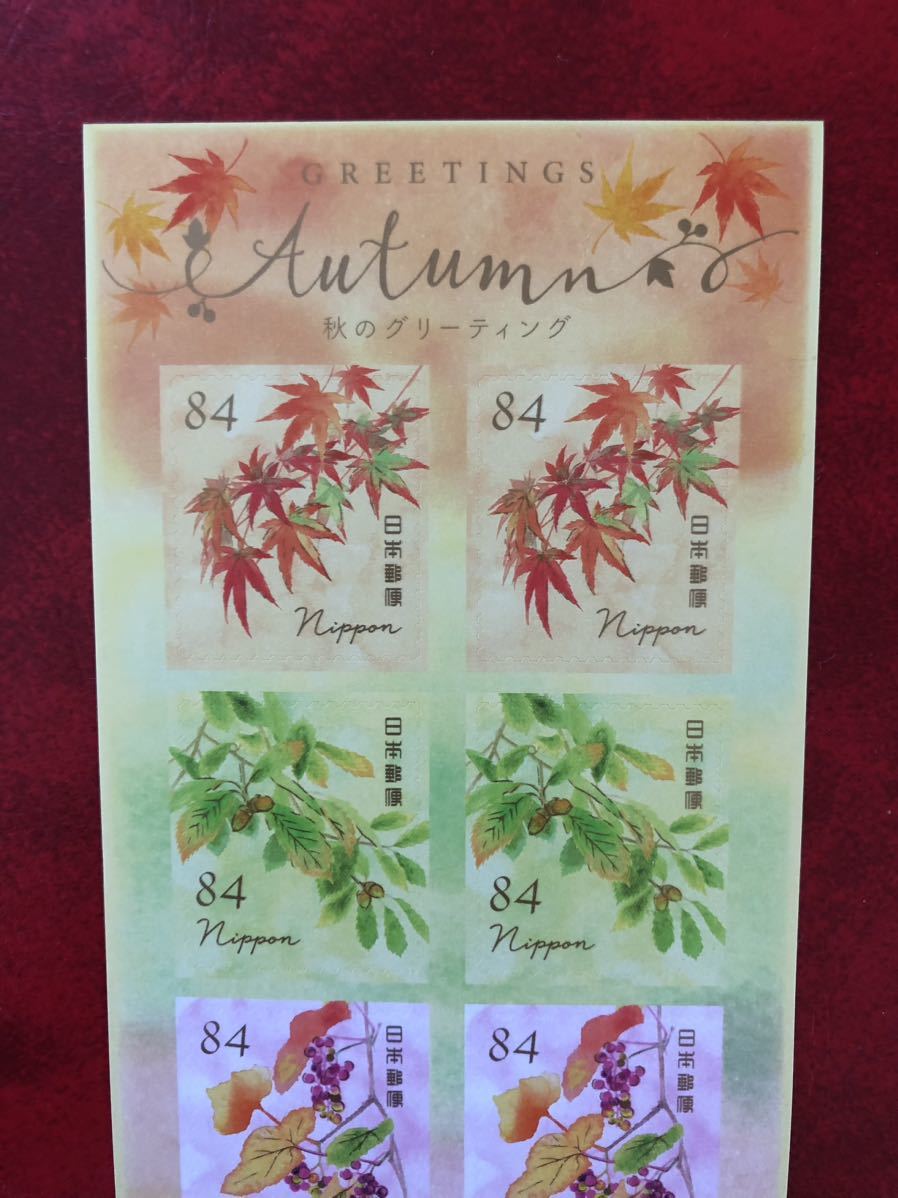 GREETINGS
Autumn
秋のグリーティング
84
日本郵便
Nippon
84
日本郵便
Nippon
日本郵便
84
Nippon
日本郵便
84
Nippon
84
日本郵便
84
日本郵便